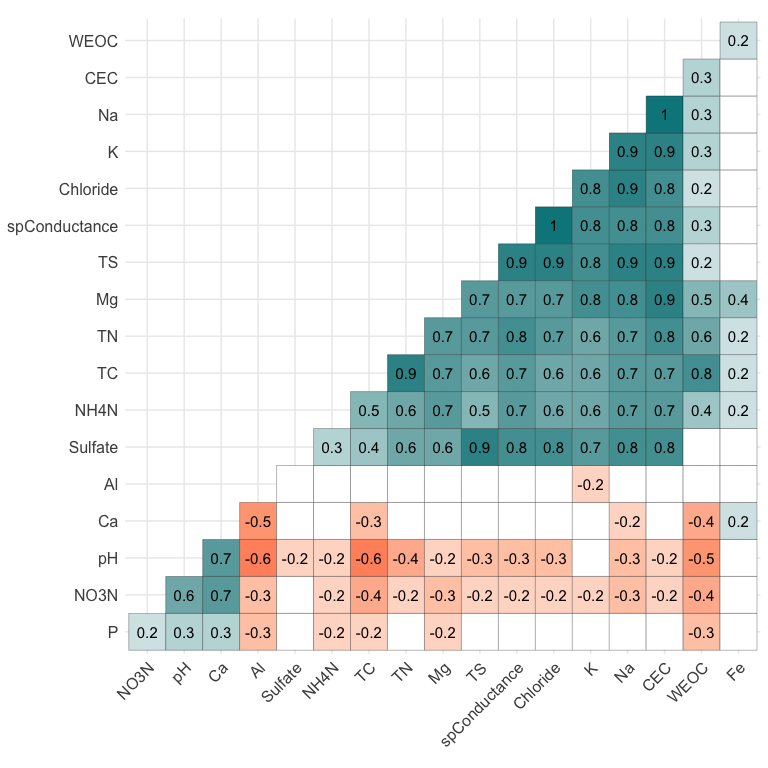 WEOC 0.2
CEC 0.3
Na 1 0.3
K 0.9 0.9 0.3
Chloride 0.8 0.9 0.8 0.2
spConductance 1 0.8 0.8 0.8 0.3
TS 0.9 0.9 0.8 0.9 0.9 0.2
Mg 0.7 0.7 0.7 0.8 0.8 0.9 0.5 0.4
TN 0.7 0.7 0.8 0.7 0.6 0.7 0.8 0.6 0.2
TC 0.9 0.7 0.6 0.7 0.6 0.6 0.7 0.7 0.8 0.2
NH4N 0.5 0.6 0.7 0.5 0.7 0.6 0.6 0.7 0.7 0.4 0.2
Sulfate 0.3 0.4 0.6 0.6 0.9 0.8 0.8 0.7 0.8 0.8
Al -0.2
Ca -0.5 -0.3 -0.2 -0.4 0.2
pH 0.7 -0.6 -0.2 -0.2 -0.6 -0.4 -0.2 -0.3 -0.3 -0.3 -0.3 -0.2 -0.5
NO3N 0.6 0.7 -0.3 -0.2 -0.4 -0.2 -0.3 -0.2 -0.2 -0.2 -0.2 -0.3 -0.2 -0.4
P 0.2 0.3 0.3 -0.3 -0.2 -0.2 -0.2 -0.3
NO3N pH Ca Al Sulfate NH4N TC TN Mg TS spConductance Chloride K Na CEC WEOC Fe